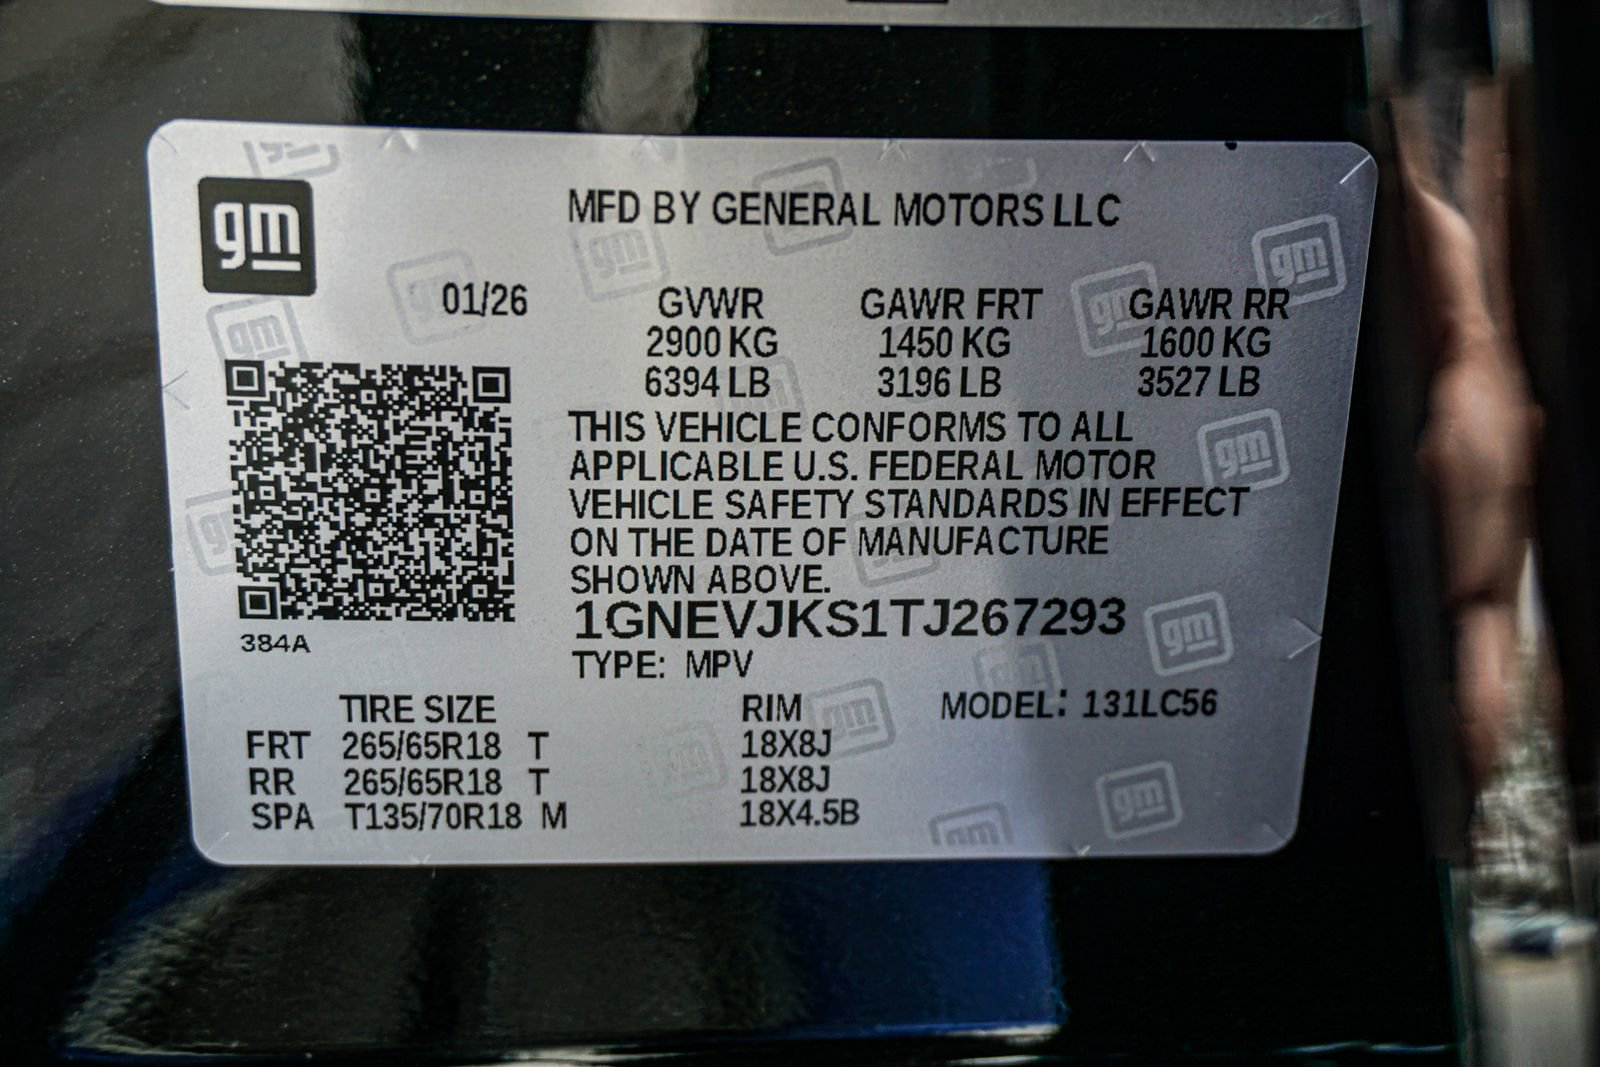 gm
MFD BY GENERAL MOTORS LLC
01/26 GVWR GAWR FRT GAWR RR
2900 KG 1450 KG 1600 KG
6394 LB 3196 LB 3527 LB
THIS VEHICLE CONFORMS TO ALL
APPLICABLE U.S. FEDERAL MOTOR
VEHICLE SAFETY STANDARDS IN EFFECT
ON THE DATE OF MANUFACTURE
SHOWN ABOVE.
1GNEVJKS1TJ267293
384A
TYPE: MPV
TIRE SIZE RIM MODEL: 131LC56
FRT 265/65R18 T 18X8J
RR 265/65R18 T 18X8J
SPA T135/70R18 M 18X4.5B